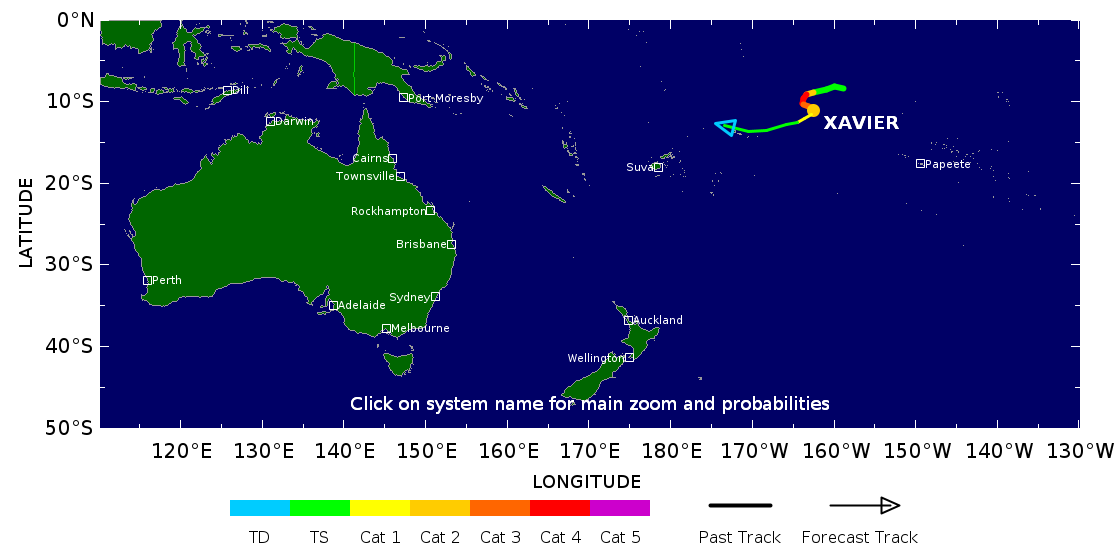 0°N
10°S
20°S
30°S
40°S
50°S
LATITUDE
Dili
Port Moresby
Darwin
XAVIER
Cairns
Townsville
Suva
Papeete
Rockhampton
Brisbane
Perth
Sydney
Adelaide
Auckland
Melbourne
Wellington
Click on system name for main zoom and probabilities
120°E 130°E 140°E 150°E 160°E 170°E 180°E 170°W 160°W 150°W 140°W 130°W
LONGITUDE
TD TS Cat 1 Cat 2 Cat 3 Cat 4 Cat 5 Past Track Forecast Track